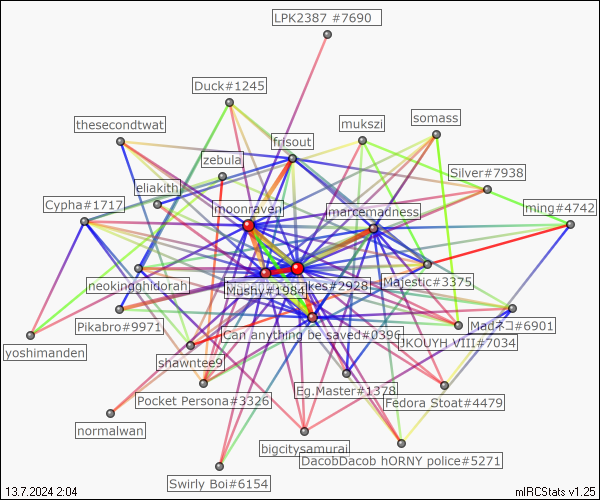 LPK2387 #7690
Duck#1245
somass
mukszi
thesecondtwat
frisout
zebula
Silver#7938
eliakith
Cypha#1717
moonraven
marcemadness
ming#4742
neokingghidorah
Majestic#3375
Mushy#1984
kes#2928
Pikabro#9971
Madネコ#6901
Can anything be saved#0396
JKOUYH VIII#7034
yoshimanden
shawntee9
Eg.Master#1378
Pocket Persona#3326
Fedora Stoat#4479
normalwan
bigcitysamurai
DacobDacob hORNY police#5271
Swirly Boi#6154
13.7.2024 2:04
mIRCStats v1.25